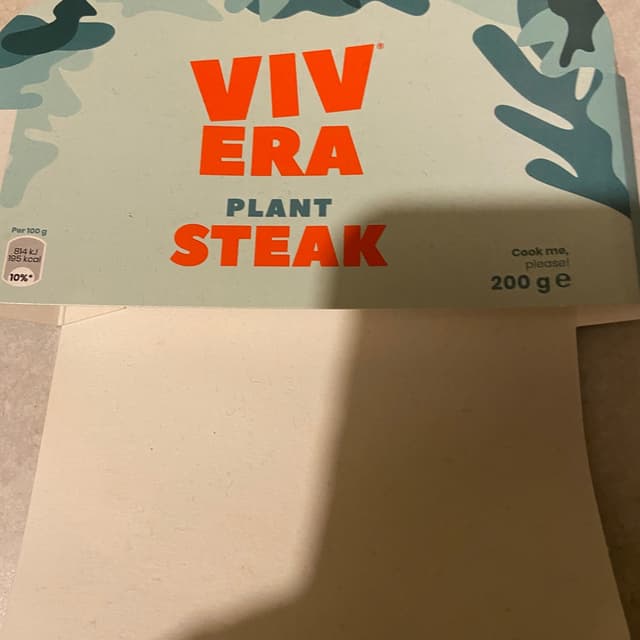 VIV®
ERA
PLANT
STEAK
Per 100 g
814 kJ
195 kcal
10%*
Cook me,
please!
200 g e